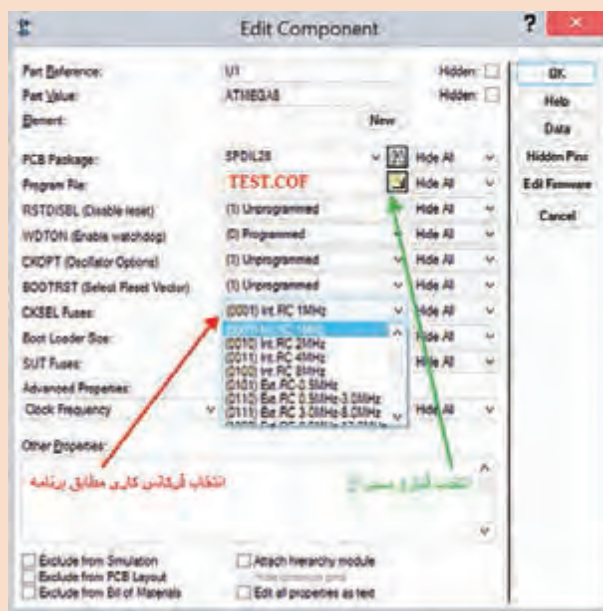 Edit Component
?
Part Reference: U1 Hidden:
Part Value: ATMEGA8 Hidden:
Element: New
PCB Package: SPDIL28 Hide All
Program File: TEST.COF Hide All
RSTDISBL (Disable reset) (1) Unprogrammed Hide All
WDTON (Enable watchdog) (0) Programmed Hide All
CKOPT (Oscillator Options) (1) Unprogrammed Hide All
BOOTRST (Select Reset Vector) (1) Unprogrammed Hide All
CKSEL Fuses: (0001) Int.RC 1MHz Hide All
(0001) Int.RC 1MHz
(0010) Int.RC 2MHz
(0011) Int.RC 4MHz
(0100) Int.RC 8MHz
(0101) Ext.RC-0.9MHz
(0110) Ext.RC 0.9MHz-3.0MHz
(0111) Ext.RC 3.0MHz-8.0MHz
Boot Loader Size: Hide All
SUT Fuses: Hide All
Advanced Properties:
Clock Frequency Hide All
Other Properties:
انتخاب فرکانس کاری مطابق برنامه
انتخاب
Exclude from Simulation
Exclude from PCB Layout
Exclude from Bill of Materials
Attach hierarchy module
Edit all properties as text
OK
Help
Data
Hidden Pins
Edit Firmware
Cancel